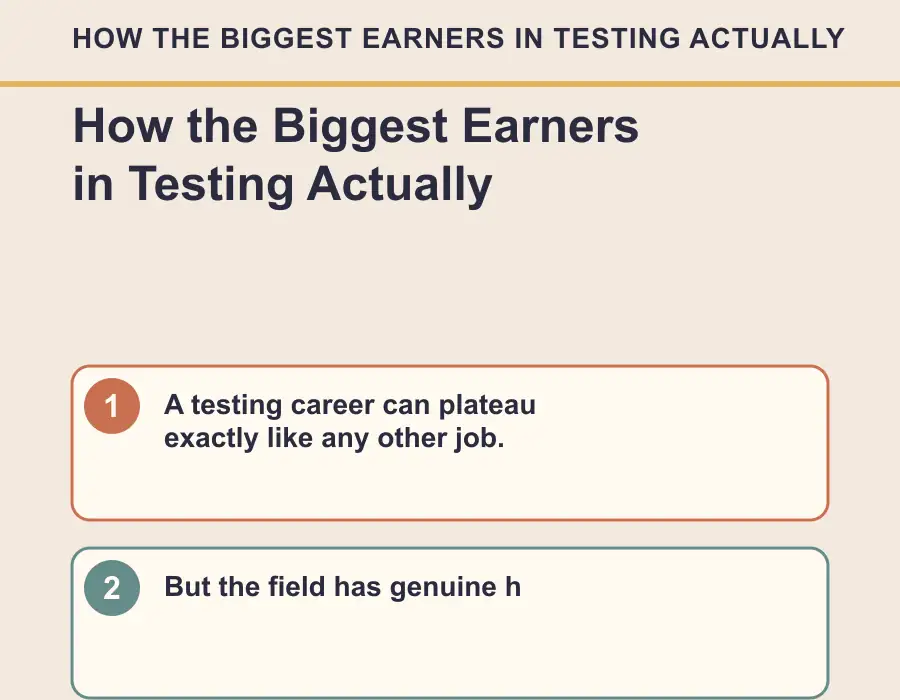 HOW THE BIGGEST EARNERS IN TESTING ACTUALLY
How the Biggest Earners
in Testing Actually
1
A testing career can plateau
exactly like any other job.
2
But the field has genuine h